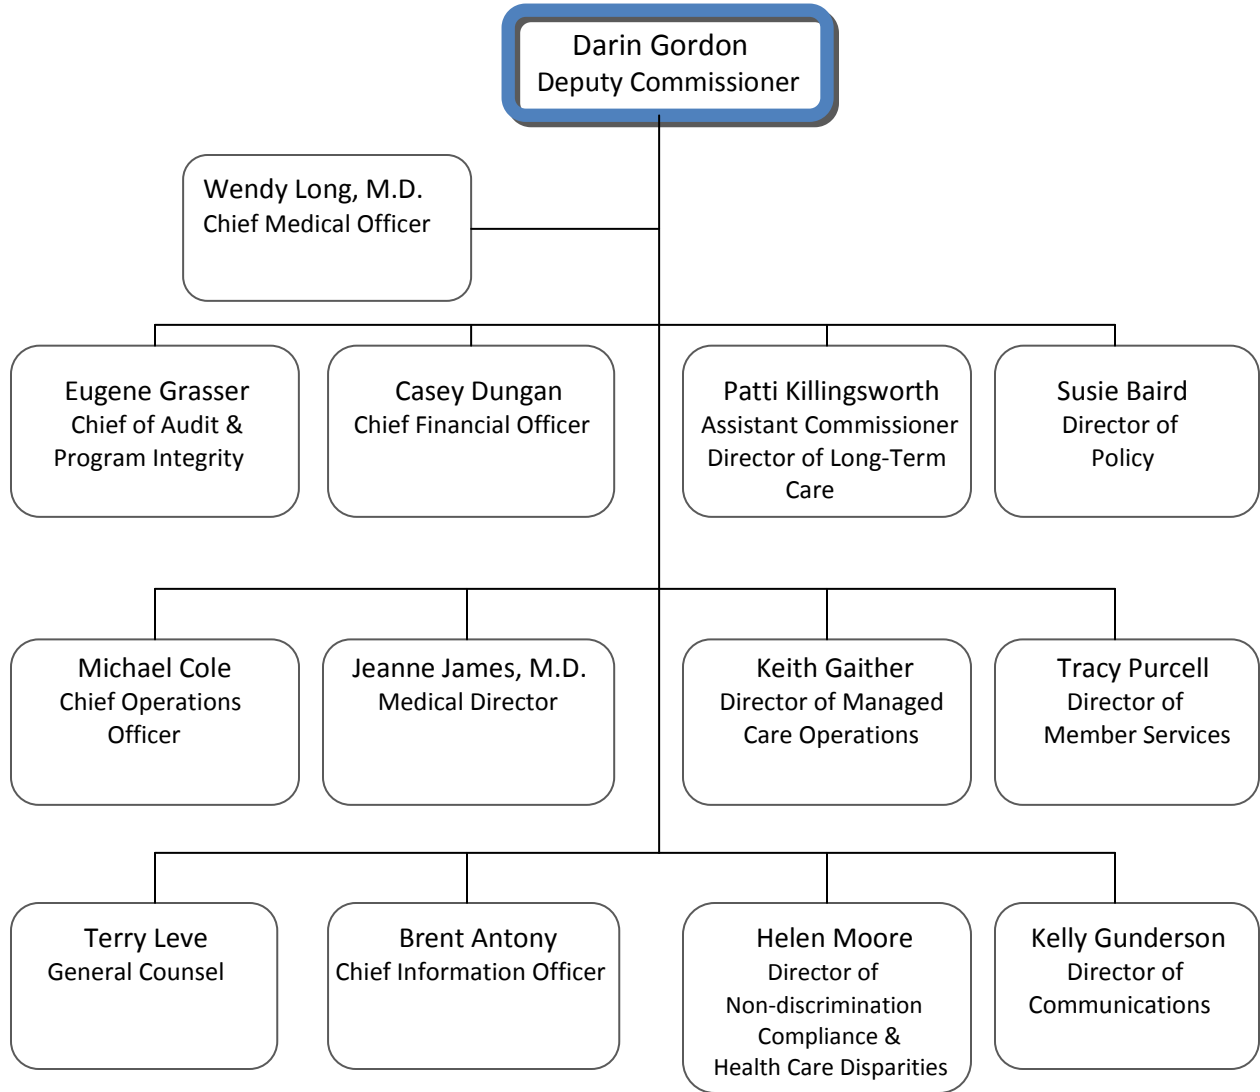 Darin Gordon
Deputy Commissioner
Wendy Long, M.D.
Chief Medical Officer
Eugene Grasser
Chief of Audit &
Program Integrity
Casey Dungan
Chief Financial Officer
Patti Killingsworth
Assistant Commissioner
Director of Long-Term
Care
Susie Baird
Director of
Policy
Michael Cole
Chief Operations
Officer
Jeanne James, M.D.
Medical Director
Keith Gaither
Director of Managed
Care Operations
Tracy Purcell
Director of
Member Services
Terry Leve
General Counsel
Brent Antony
Chief Information Officer
Helen Moore
Director of
Non-discrimination
Compliance &
Health Care Disparities
Kelly Gunderson
Director of
Communications